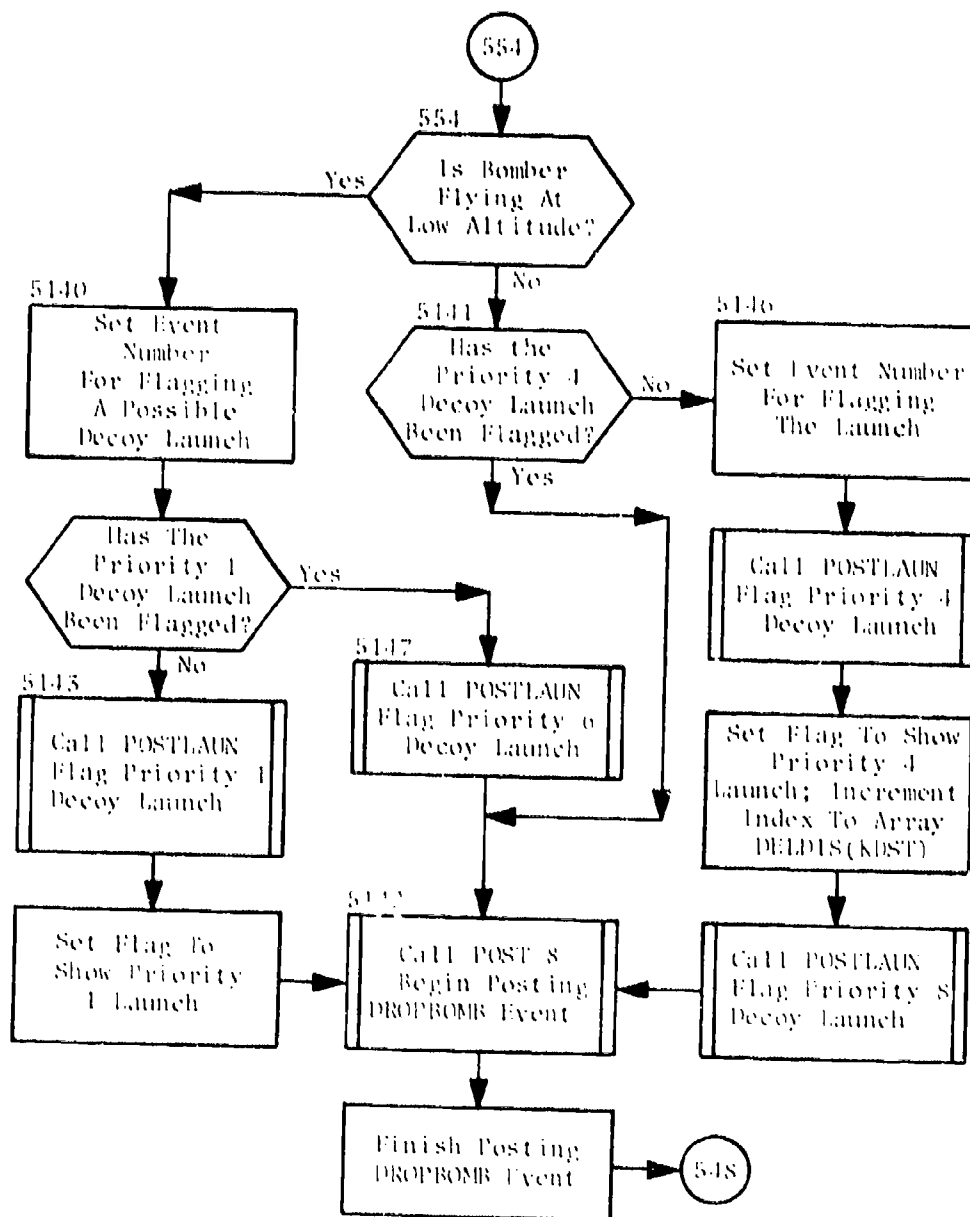 554
554
Is Bomber
Flying At
Low Altitude?
Yes
No
5140
Set Event
Number
For Flagging
A Possible
Decoy Launch
5141
Has the
Priority 4
Decoy Launch
Been Flagged?
No
Yes
5146
Set Event Number
For Flagging
The Launch
Has The
Priority 1
Decoy Launch
Been Flagged?
Yes
No
Call POSTLAUN
Flag Priority 4
Decoy Launch
5143
Call POSTLAUN
Flag Priority 1
Decoy Launch
5147
Call POSTLAUN
Flag Priority 6
Decoy Launch
Set Flag To Show
Priority 4
Launch; Increment
Index To Array
DELDIS(KDST)
Set Flag To
Show Priority
1 Launch
Call POST 8
Begin Posting
DROPBOMB Event
Call POSTLAUN
Flag Priority 8
Decoy Launch
Finish Posting
DROPBOMB Event
548